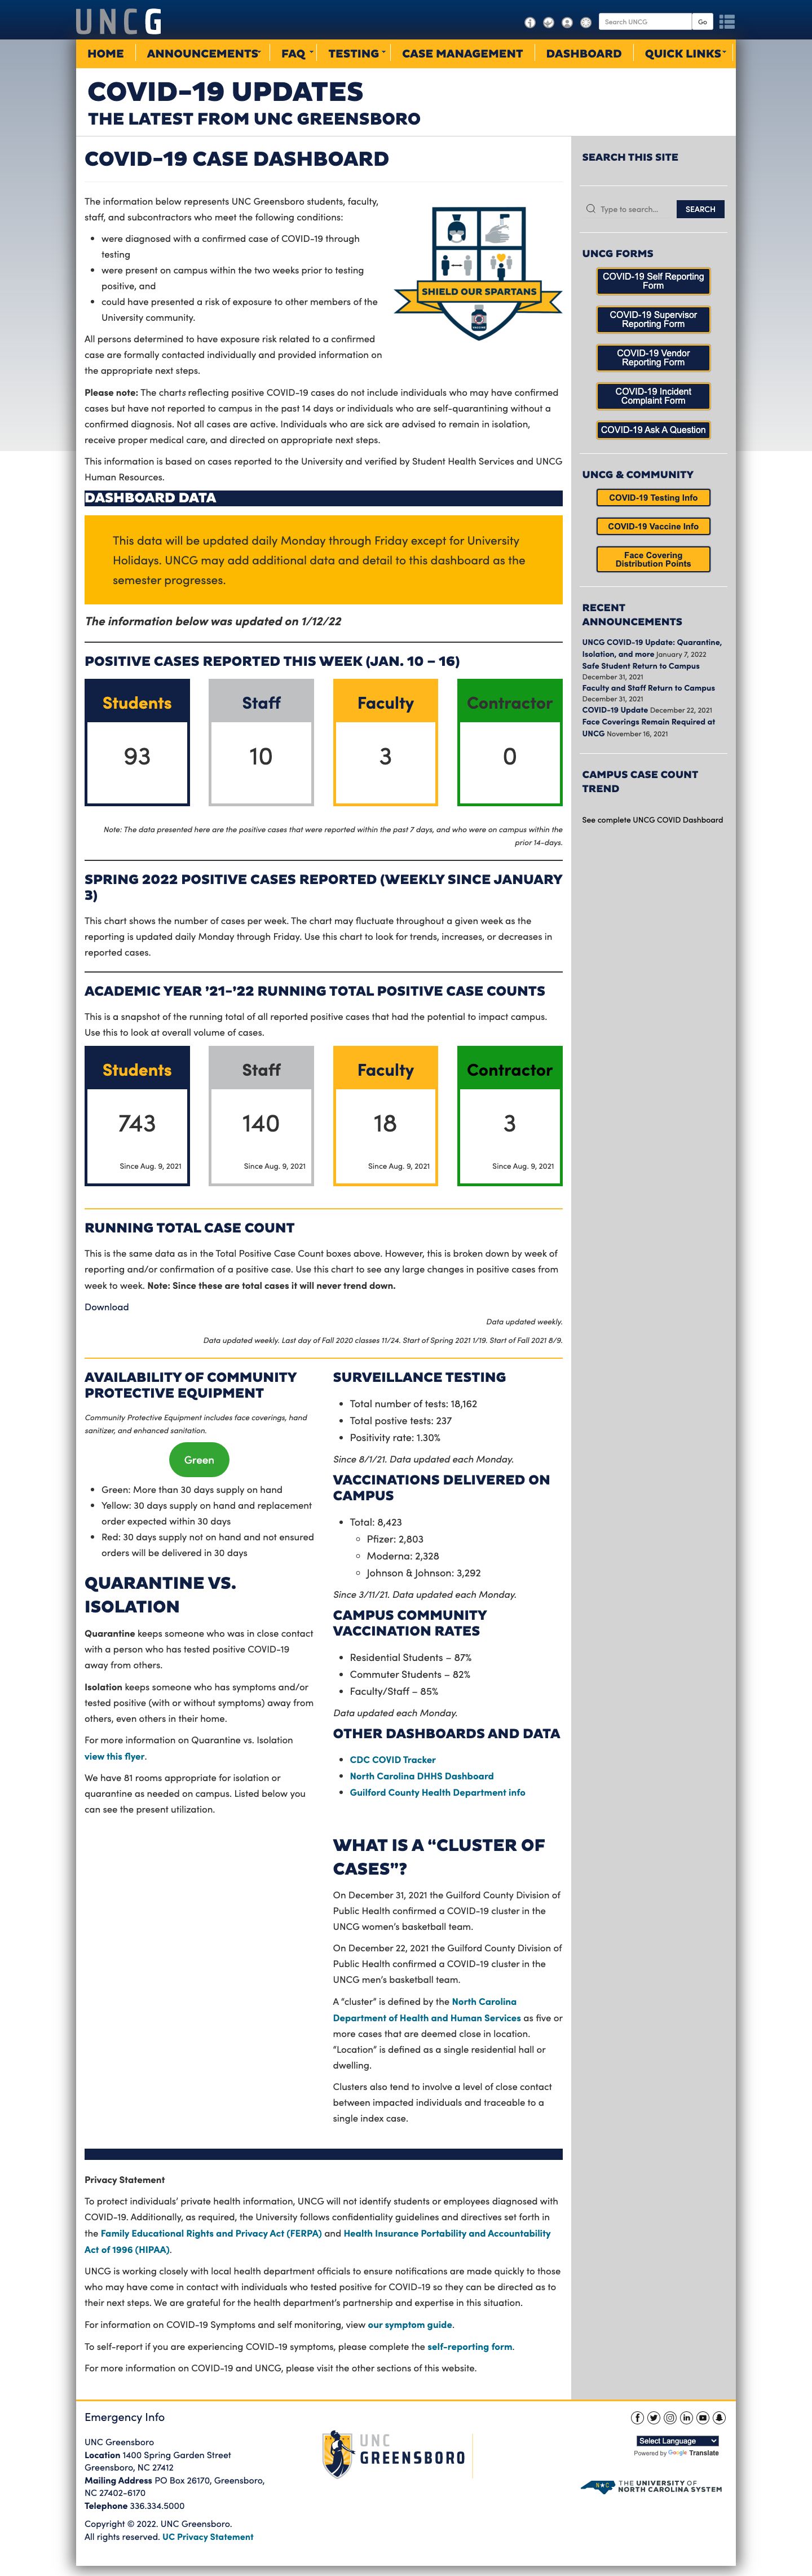 UNCG
Search UNCG
Go
HOME
ANNOUNCEMENTS
FAQ
TESTING
CASE MANAGEMENT
DASHBOARD
QUICK LINKS
COVID-19 UPDATES
THE LATEST FROM UNC GREENSBORO
COVID-19 CASE DASHBOARD
The information below represents UNC Greensboro students, faculty,
staff, and subcontractors who meet the following conditions:
were diagnosed with a confirmed case of COVID-19 through
testing
were present on campus within the two weeks prior to testing
positive, and
could have presented a risk of exposure to other members of the
University community.
All persons determined to have exposure risk related to a confirmed
case are formally contacted individually and provided information on
the appropriate next steps.
SHIELD OUR SPARTANS
Please note: The charts reflecting positive COVID-19 cases do not include individuals who may have confirmed
cases but have not reported to campus in the past 14 days or individuals who are self-quarantining without a
confirmed diagnosis. Not all cases are active. Individuals who are sick are advised to remain in isolation,
receive proper medical care, and directed on appropriate next steps.
This information is based on cases reported to the University and verified by Student Health Services and UNCG
Human Resources.
DASHBOARD DATA
This data will be updated daily Monday through Friday except for University
Holidays. UNCG may add additional data and detail to this dashboard as the
semester progresses.
The information below was updated on 1/12/22
POSITIVE CASES REPORTED THIS WEEK (JAN. 10 – 16)
Students
Staff
Faculty
Contractor
93
10
3
0
Note: The data presented here are the positive cases that were reported within the past 7 days, and who were on campus within the
prior 14-days.
SPRING 2022 POSITIVE CASES REPORTED (WEEKLY SINCE JANUARY
3)
This chart shows the number of cases per week. The chart may fluctuate throughout a given week as the
reporting is updated daily Monday through Friday. Use this chart to look for trends, increases, or decreases in
reported cases.
ACADEMIC YEAR ’21-’22 RUNNING TOTAL POSITIVE CASE COUNTS
This is a snapshot of the running total of all reported positive cases that had the potential to impact campus.
Use this to look at overall volume of cases.
Students
Staff
Faculty
Contractor
743
140
18
3
Since Aug. 9, 2021
Since Aug. 9, 2021
Since Aug. 9, 2021
Since Aug. 9, 2021
RUNNING TOTAL CASE COUNT
This is the same data as in the Total Positive Case Count boxes above. However, this is broken down by week of
reporting and/or confirmation of a positive case. Use this chart to see any large changes in positive cases from
week to week. Note: Since these are total cases it will never trend down.
Download
Data updated weekly.
Data updated weekly. Last day of Fall 2020 classes 11/24. Start of Spring 2021 1/19. Start of Fall 2021 8/9.
AVAILABILITY OF COMMUNITY
PROTECTIVE EQUIPMENT
Community Protective Equipment includes face coverings, hand
sanitizer, and enhanced sanitation.
Green
Green: More than 30 days supply on hand
Yellow: 30 days supply on hand and replacement
order expected within 30 days
Red: 30 days supply not on hand and not ensured
orders will be delivered in 30 days
QUARANTINE VS.
ISOLATION
Quarantine keeps someone who was in close contact
with a person who has tested positive COVID-19
away from others.
Isolation keeps someone who has symptoms and/or
tested positive (with or without symptoms) away from
others, even others in their home.
For more information on Quarantine vs. Isolation
view this flyer.
We have 81 rooms appropriate for isolation or
quarantine as needed on campus. Listed below you
can see the present utilization.
SURVEILLANCE TESTING
Total number of tests: 18,162
Total postive tests: 237
Positivity rate: 1.30%
Since 8/1/21. Data updated each Monday.
VACCINATIONS DELIVERED ON
CAMPUS
Total: 8,423
Pfizer: 2,803
Moderna: 2,328
Johnson & Johnson: 3,292
Since 3/11/21. Data updated each Monday.
CAMPUS COMMUNITY
VACCINATION RATES
Residential Students – 87%
Commuter Students – 82%
Faculty/Staff – 85%
Data updated each Monday.
OTHER DASHBOARDS AND DATA
CDC COVID Tracker
North Carolina DHHS Dashboard
Guilford County Health Department info
WHAT IS A “CLUSTER OF
CASES”?
On December 31, 2021 the Guilford County Division of
Public Health confirmed a COVID-19 cluster in the
UNCG women’s basketball team.
On December 22, 2021 the Guilford County Division of
Public Health confirmed a COVID-19 cluster in the
UNCG men’s basketball team.
A “cluster” is defined by the North Carolina
Department of Health and Human Services as five or
more cases that are deemed close in location.
“Location” is defined as a single residential hall or
dwelling.
Clusters also tend to involve a level of close contact
between impacted individuals and traceable to a
single index case.
Privacy Statement
To protect individuals’ private health information, UNCG will not identify students or employees diagnosed with
COVID-19. Additionally, as required, the University follows confidentiality guidelines and directives set forth in
the Family Educational Rights and Privacy Act (FERPA) and Health Insurance Portability and Accountability
Act of 1996 (HIPAA).
UNCG is working closely with local health department officials to ensure notifications are made quickly to those
who may have come in contact with individuals who tested positive for COVID-19 so they can be directed as to
their next steps. We are grateful for the health department’s partnership and expertise in this situation.
For information on COVID-19 Symptoms and self monitoring, view our symptom guide.
To self-report if you are experiencing COVID-19 symptoms, please complete the self-reporting form.
For more information on COVID-19 and UNCG, please visit the other sections of this website.
SEARCH THIS SITE
Type to search...
SEARCH
UNCG FORMS
COVID-19 Self Reporting
Form
COVID-19 Supervisor
Reporting Form
COVID-19 Vendor
Reporting Form
COVID-19 Incident
Complaint Form
COVID-19 Ask A Question
UNCG & COMMUNITY
COVID-19 Testing Info
COVID-19 Vaccine Info
Face Covering
Distribution Points
RECENT
ANNOUNCEMENTS
UNCG COVID-19 Update: Quarantine,
Isolation, and more January 7, 2022
Safe Student Return to Campus
December 31, 2021
Faculty and Staff Return to Campus
December 31, 2021
COVID-19 Update December 22, 2021
Face Coverings Remain Required at
UNCG November 16, 2021
CAMPUS CASE COUNT
TREND
See complete UNCG COVID Dashboard
Emergency Info
UNC Greensboro
Location 1400 Spring Garden Street
Greensboro, NC 27412
Mailing Address PO Box 26170, Greensboro,
NC 27402-6170
Telephone 336.334.5000
Copyright © 2022. UNC Greensboro.
All rights reserved. UC Privacy Statement
UNC
GREENSBORO
Select Language
Powered by Google Translate
THE UNIVERSITY OF
NORTH CAROLINA SYSTEM